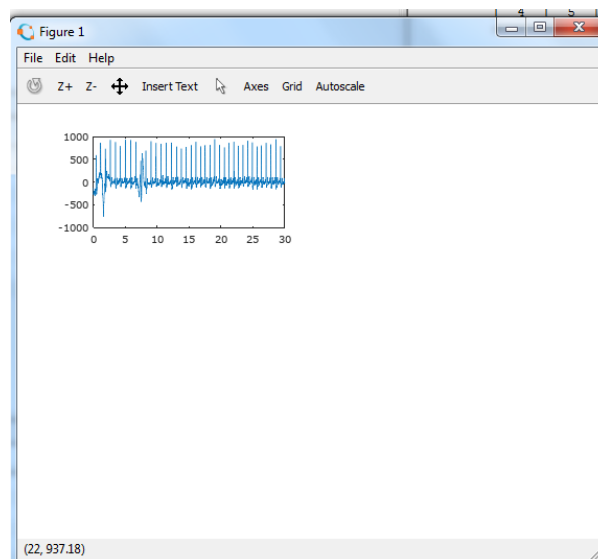 4 5
Figure 1
File Edit Help
Z+ Z- Insert Text Axes Grid Autoscale
1000
500
0
-500
-1000
0 5 10 15 20 25 30
(22, 937.18)